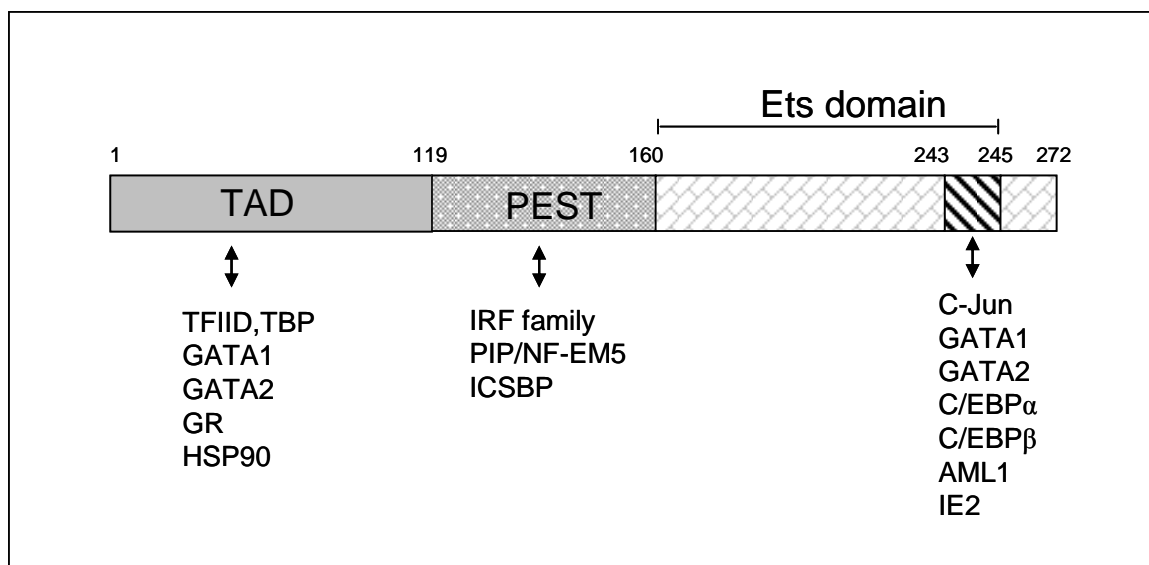 Ets domain
1 119 160 243 245 272
TAD PEST
TFIID,TBP
GATA1
GATA2
GR
HSP90
IRF family
PIP/NF-EM5
ICSBP
C-Jun
GATA1
GATA2
C/EBPα
C/EBPβ
AML1
IE2